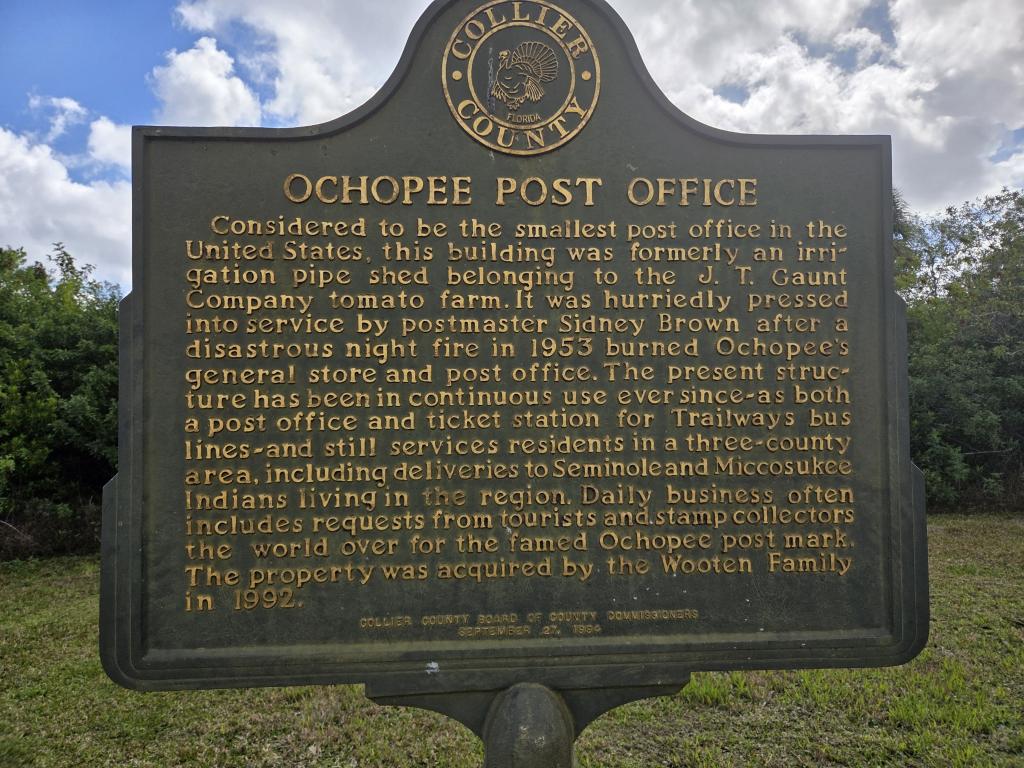 COLLIER
FLORIDA
COUNTY
OCHOPEE POST OFFICE
Considered to be the smallest post office in the
United States, this building was formerly an irri-
gation pipe shed belonging to the J. T. Gaunt
Company tomato farm. It was hurriedly pressed
into service by postmaster Sidney Brown after a
disastrous night fire in 1953 burned Ochopee's
general store and post office. The present struc-
ture has been in continuous use ever since-as both
a post office and ticket station for Trailways bus
lines-and still services residents in a three-county
area, including deliveries to Seminole and Miccosukee
Indians living in the region. Daily business often
includes requests from tourists and stamp collectors
the world over for the famed Ochopee post mark.
The property was acquired by the Wooten Family
in 1992.
COLLIER COUNTY BOARD OF COUNTY COMMISSIONERS
SEPTEMBER 27, 1994